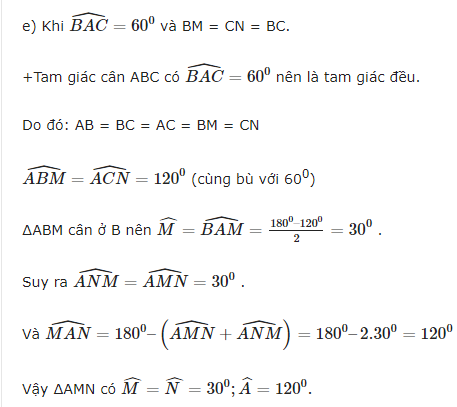 e) Khi $\widehat{BAC} = 60^0$ và BM = CN = BC.
+Tam giác cân ABC có $\widehat{BAC} = 60^0$ nên là tam giác đều.
Do đó: AB = BC = AC = BM = CN
$\widehat{ABM} = \widehat{ACN} = 120^0$ (cùng bù với $60^0$)
ΔABM cân ở B nên $\widehat{M} = \widehat{BAM} = \frac{180^0 – 120^0}{2} = 30^0$ .
Suy ra $\widehat{ANM} = \widehat{AMN} = 30^0$ .
Và $\widehat{MAN} = 180^0 – \left(\widehat{AMN} + \widehat{ANM}\right) = 180^0 – 2.30^0 = 120^0$
Vậy ΔAMN có $\widehat{M} = \widehat{N} = 30^0; \widehat{A} = 120^0.$